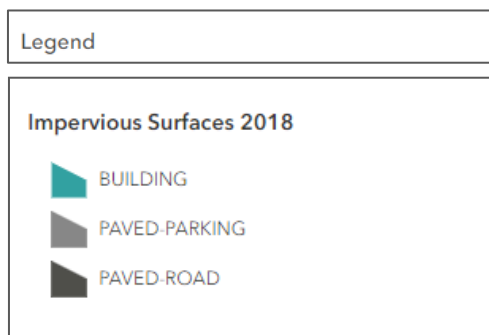 Legend
Impervious Surfaces 2018
BUILDING
PAVED-PARKING
PAVED-ROAD